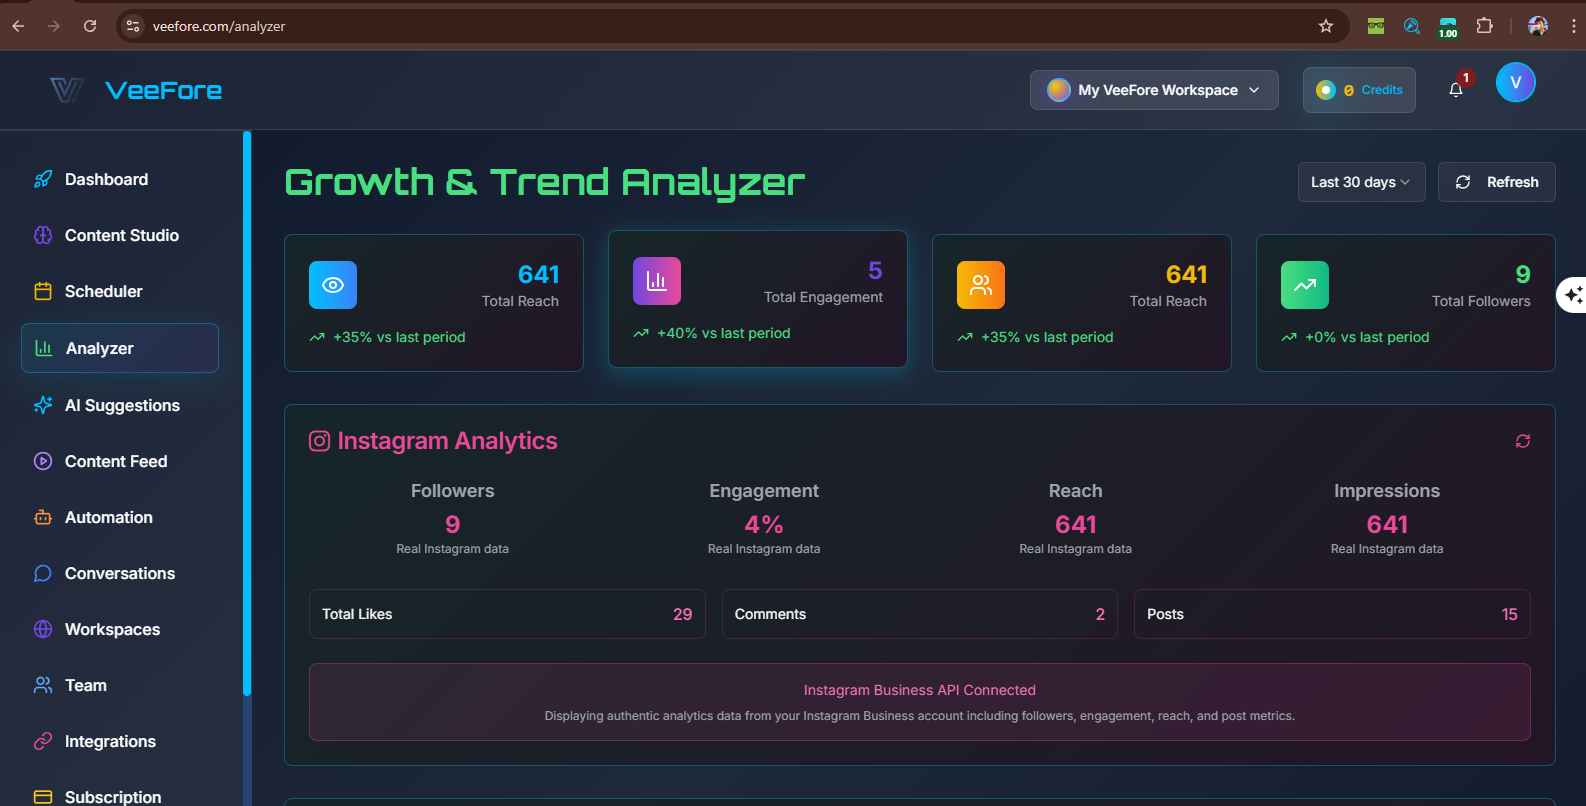 veefore.com/analyzer
1.00
VeeFore
My VeeFore Workspace
0 Credits
1
V
Dashboard
Content Studio
Scheduler
Analyzer
AI Suggestions
Content Feed
Automation
Conversations
Workspaces
Team
Integrations
Subscription
Growth & Trend Analyzer
Last 30 days
Refresh
641
Total Reach
+35% vs last period
5
Total Engagement
+40% vs last period
641
Total Reach
+35% vs last period
9
Total Followers
+0% vs last period
Instagram Analytics
Followers
9
Real Instagram data
Engagement
4%
Real Instagram data
Reach
641
Real Instagram data
Impressions
641
Real Instagram data
Total Likes 29
Comments 2
Posts 15
Instagram Business API Connected
Displaying authentic analytics data from your Instagram Business account including followers, engagement, reach, and post metrics.